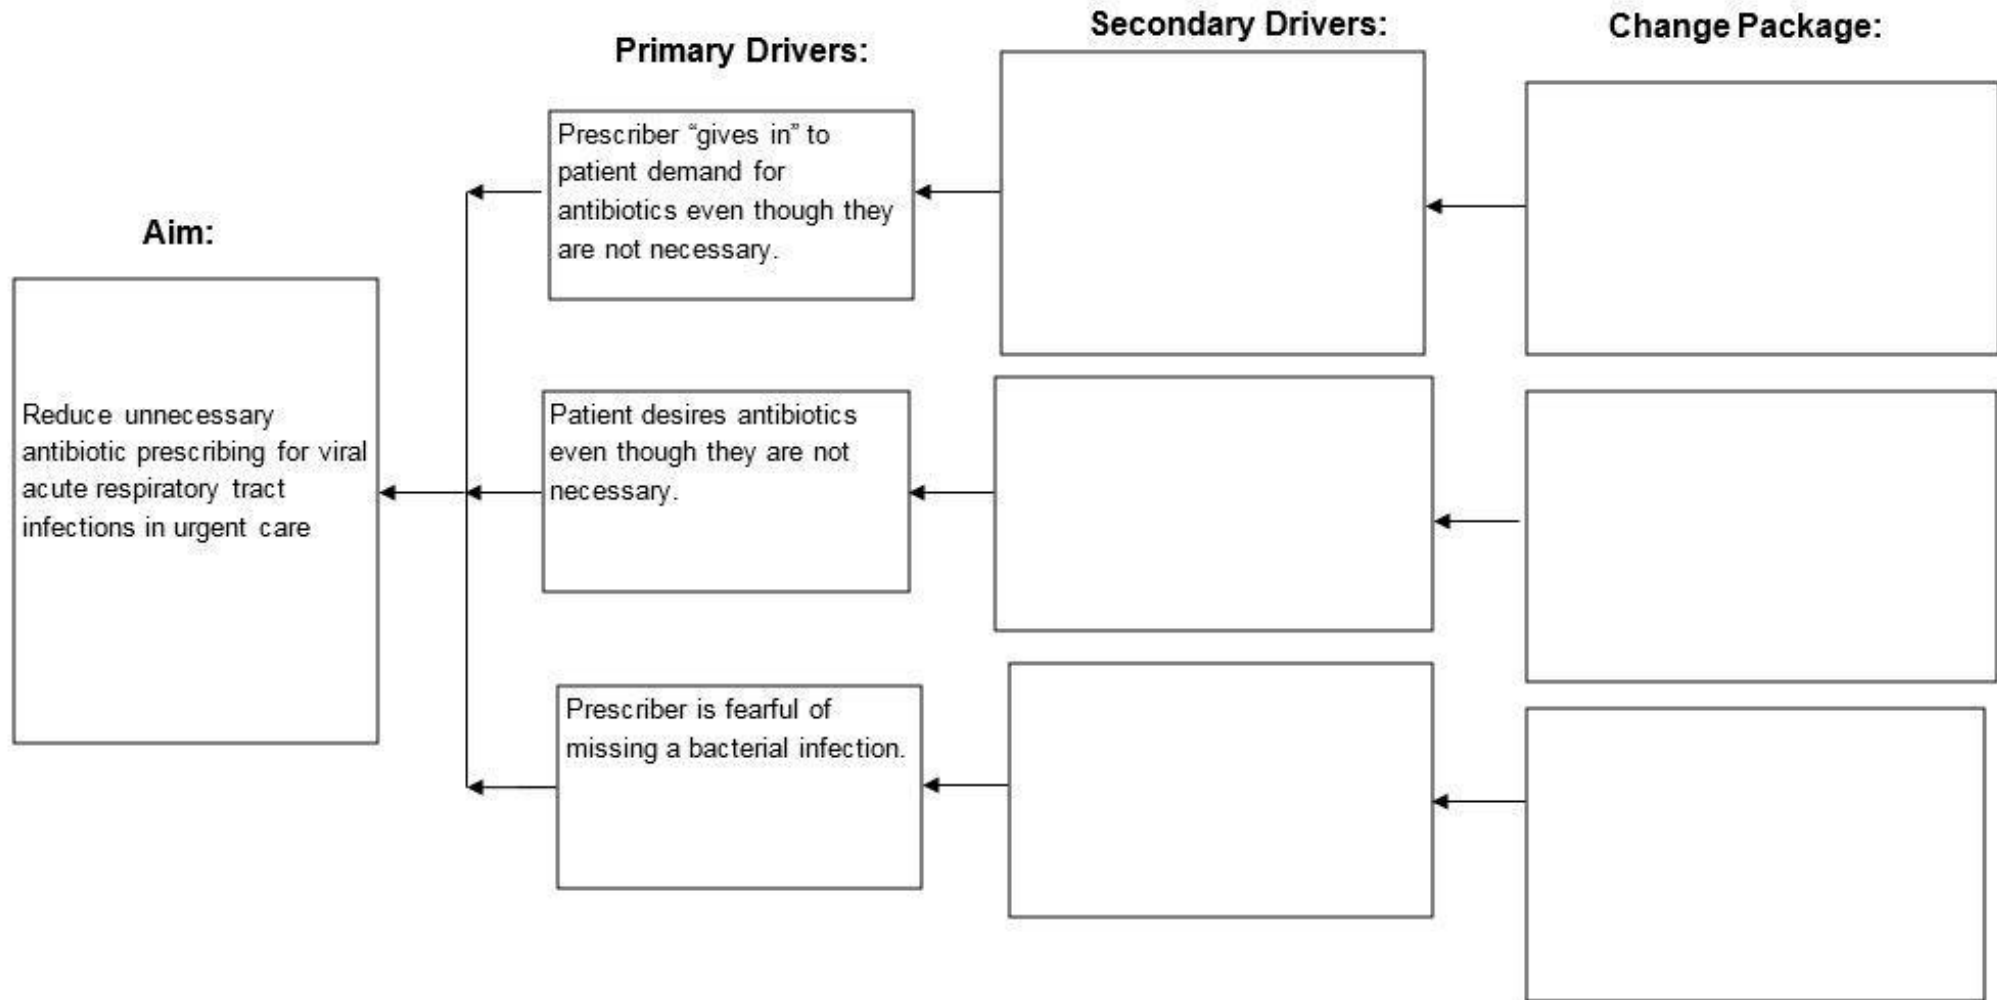 Aim:
Reduce unnecessary
antibiotic prescribing for viral
acute respiratory tract
infections in urgent care
Primary Drivers:
Prescriber “gives in” to
patient demand for
antibiotics even though they
are not necessary.
Patient desires antibiotics
even though they are not
necessary.
Prescriber is fearful of
missing a bacterial infection.
Secondary Drivers:
Change Package: